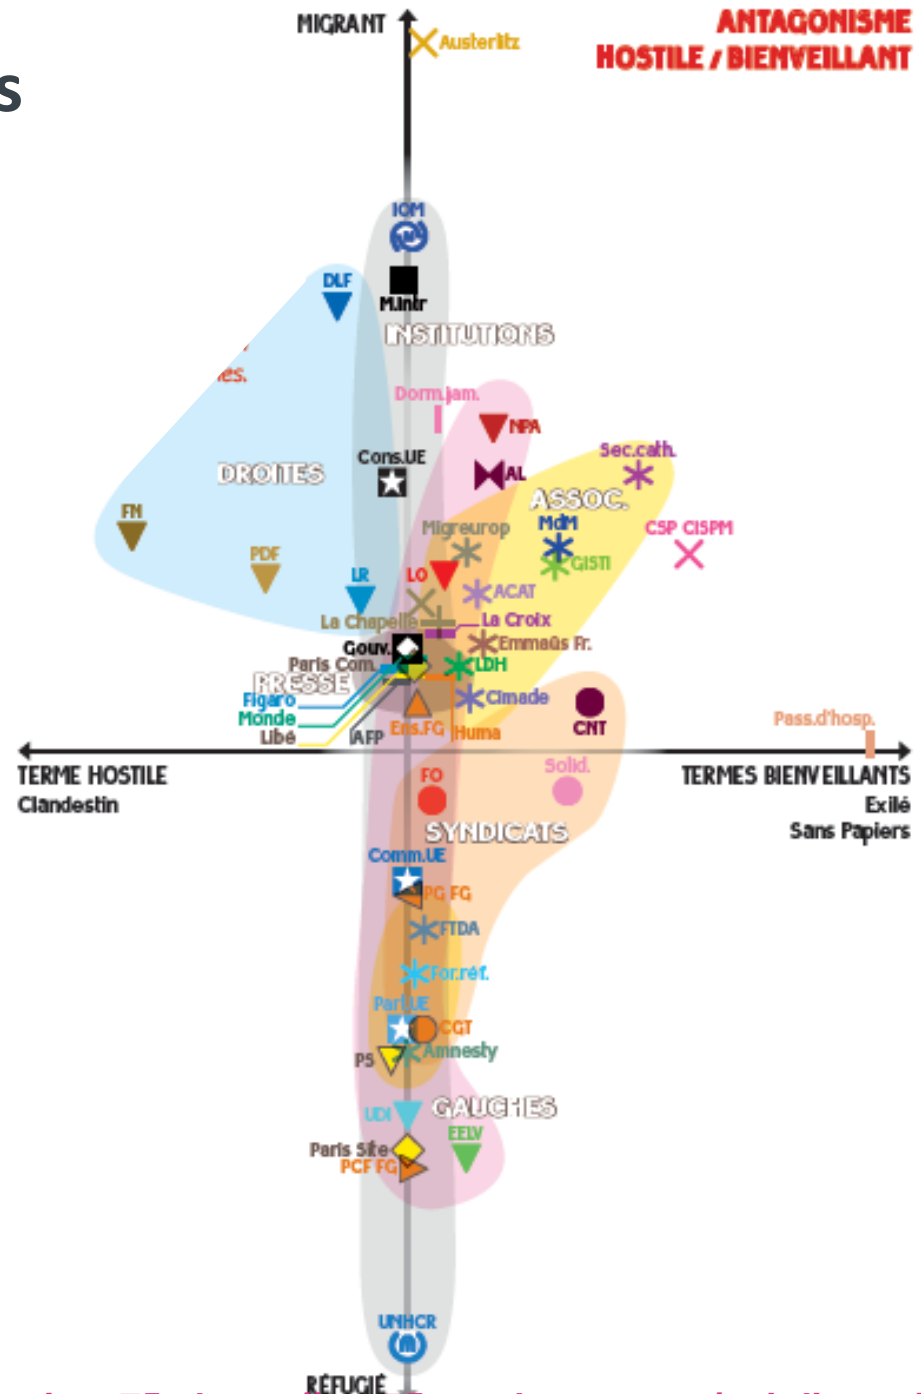 MIGRANT
ANTAGONISME
HOSTILE / BIENVEILLANT
Austerlitz
S
IOM
DLF
M.Intr
INSTITUTIONS
es.
Dorm.jam.
NPA
Cons.UE
Sec.cath.
DROITES
AL
ASSOC.
FN
Migreurop
MdM
CSP CISPM
PDF
LR
LO
GISTI
ACAT
La Chapelle
La Croix
Gouv.
Emmaüs Fr.
Paris Com.
LDH
PRESSE
Figaro
Cimade
Monde
Ens.FG
Huma
CNT
Pass.d'hosp.
Libé
AFP
TERME HOSTILE
TERMES BIENVEILLANTS
Clandestin
Exilé
Sans Papiers
FO
Solid.
SYNDICATS
Comm.UE
PG FG
FTDA
For.réf.
Parl.UE
CGT
PS
Amnesty
UDI
GAUCHES
EELV
Paris Site
PCF FG
UNHCR
RÉFUGIÉ